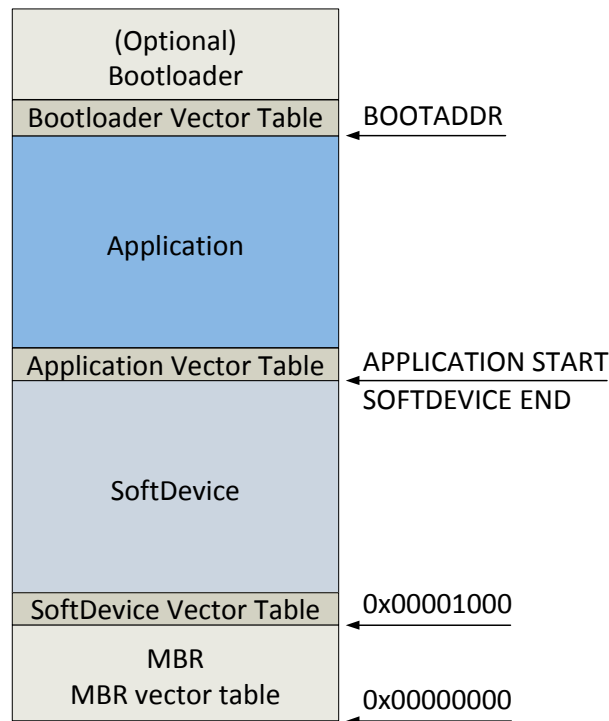 (Optional)
Bootloader
Bootloader Vector Table
BOOTADDR
Application
Application Vector Table
APPLICATION START
SOFTDEVICE END
SoftDevice
SoftDevice Vector Table
0x00001000
MBR
MBR vector table
0x00000000